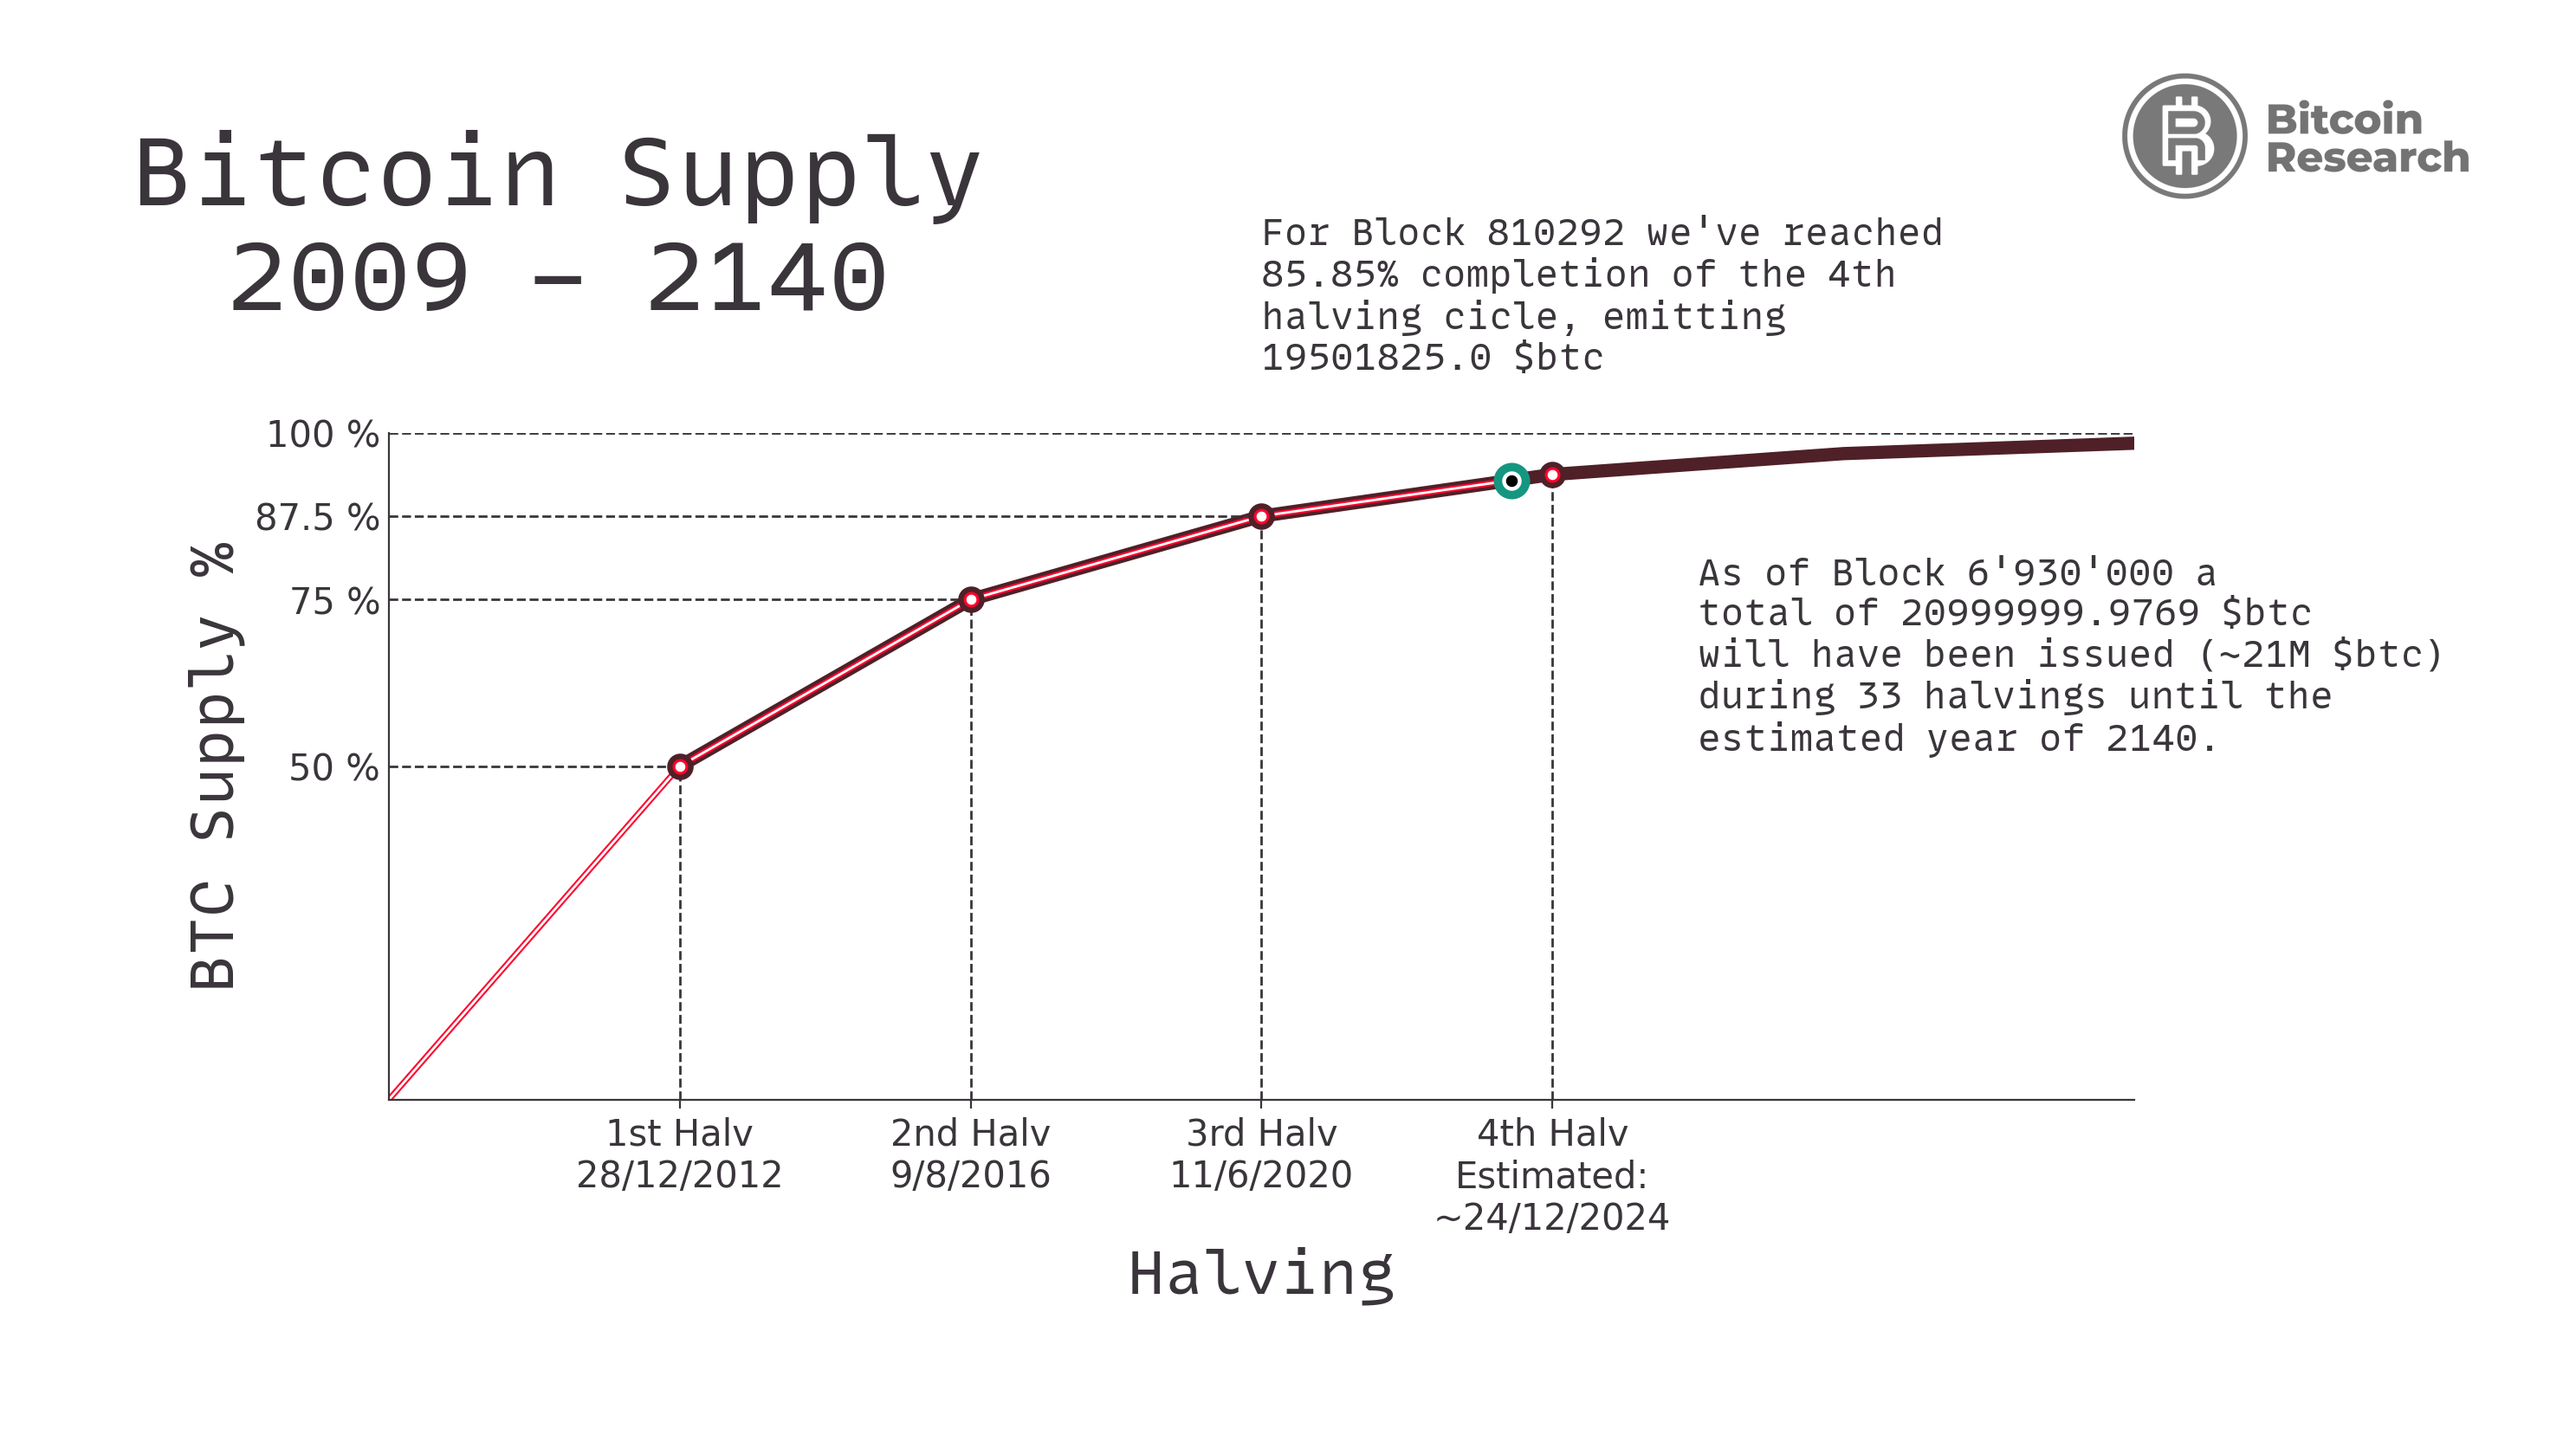 Bitcoin Supply
2009 – 2140
Bitcoin
Research
For Block 810292 we've reached
85.85% completion of the 4th
halving cicle, emitting
19501825.0 $btc
100 %
87.5 %
75 %
50 %
BTC Supply %
As of Block 6'930'000 a
total of 20999999.9769 $btc
will have been issued (~21M $btc)
during 33 halvings until the
estimated year of 2140.
1st Halv
28/12/2012
2nd Halv
9/8/2016
3rd Halv
11/6/2020
4th Halv
Estimated:
~24/12/2024
Halving